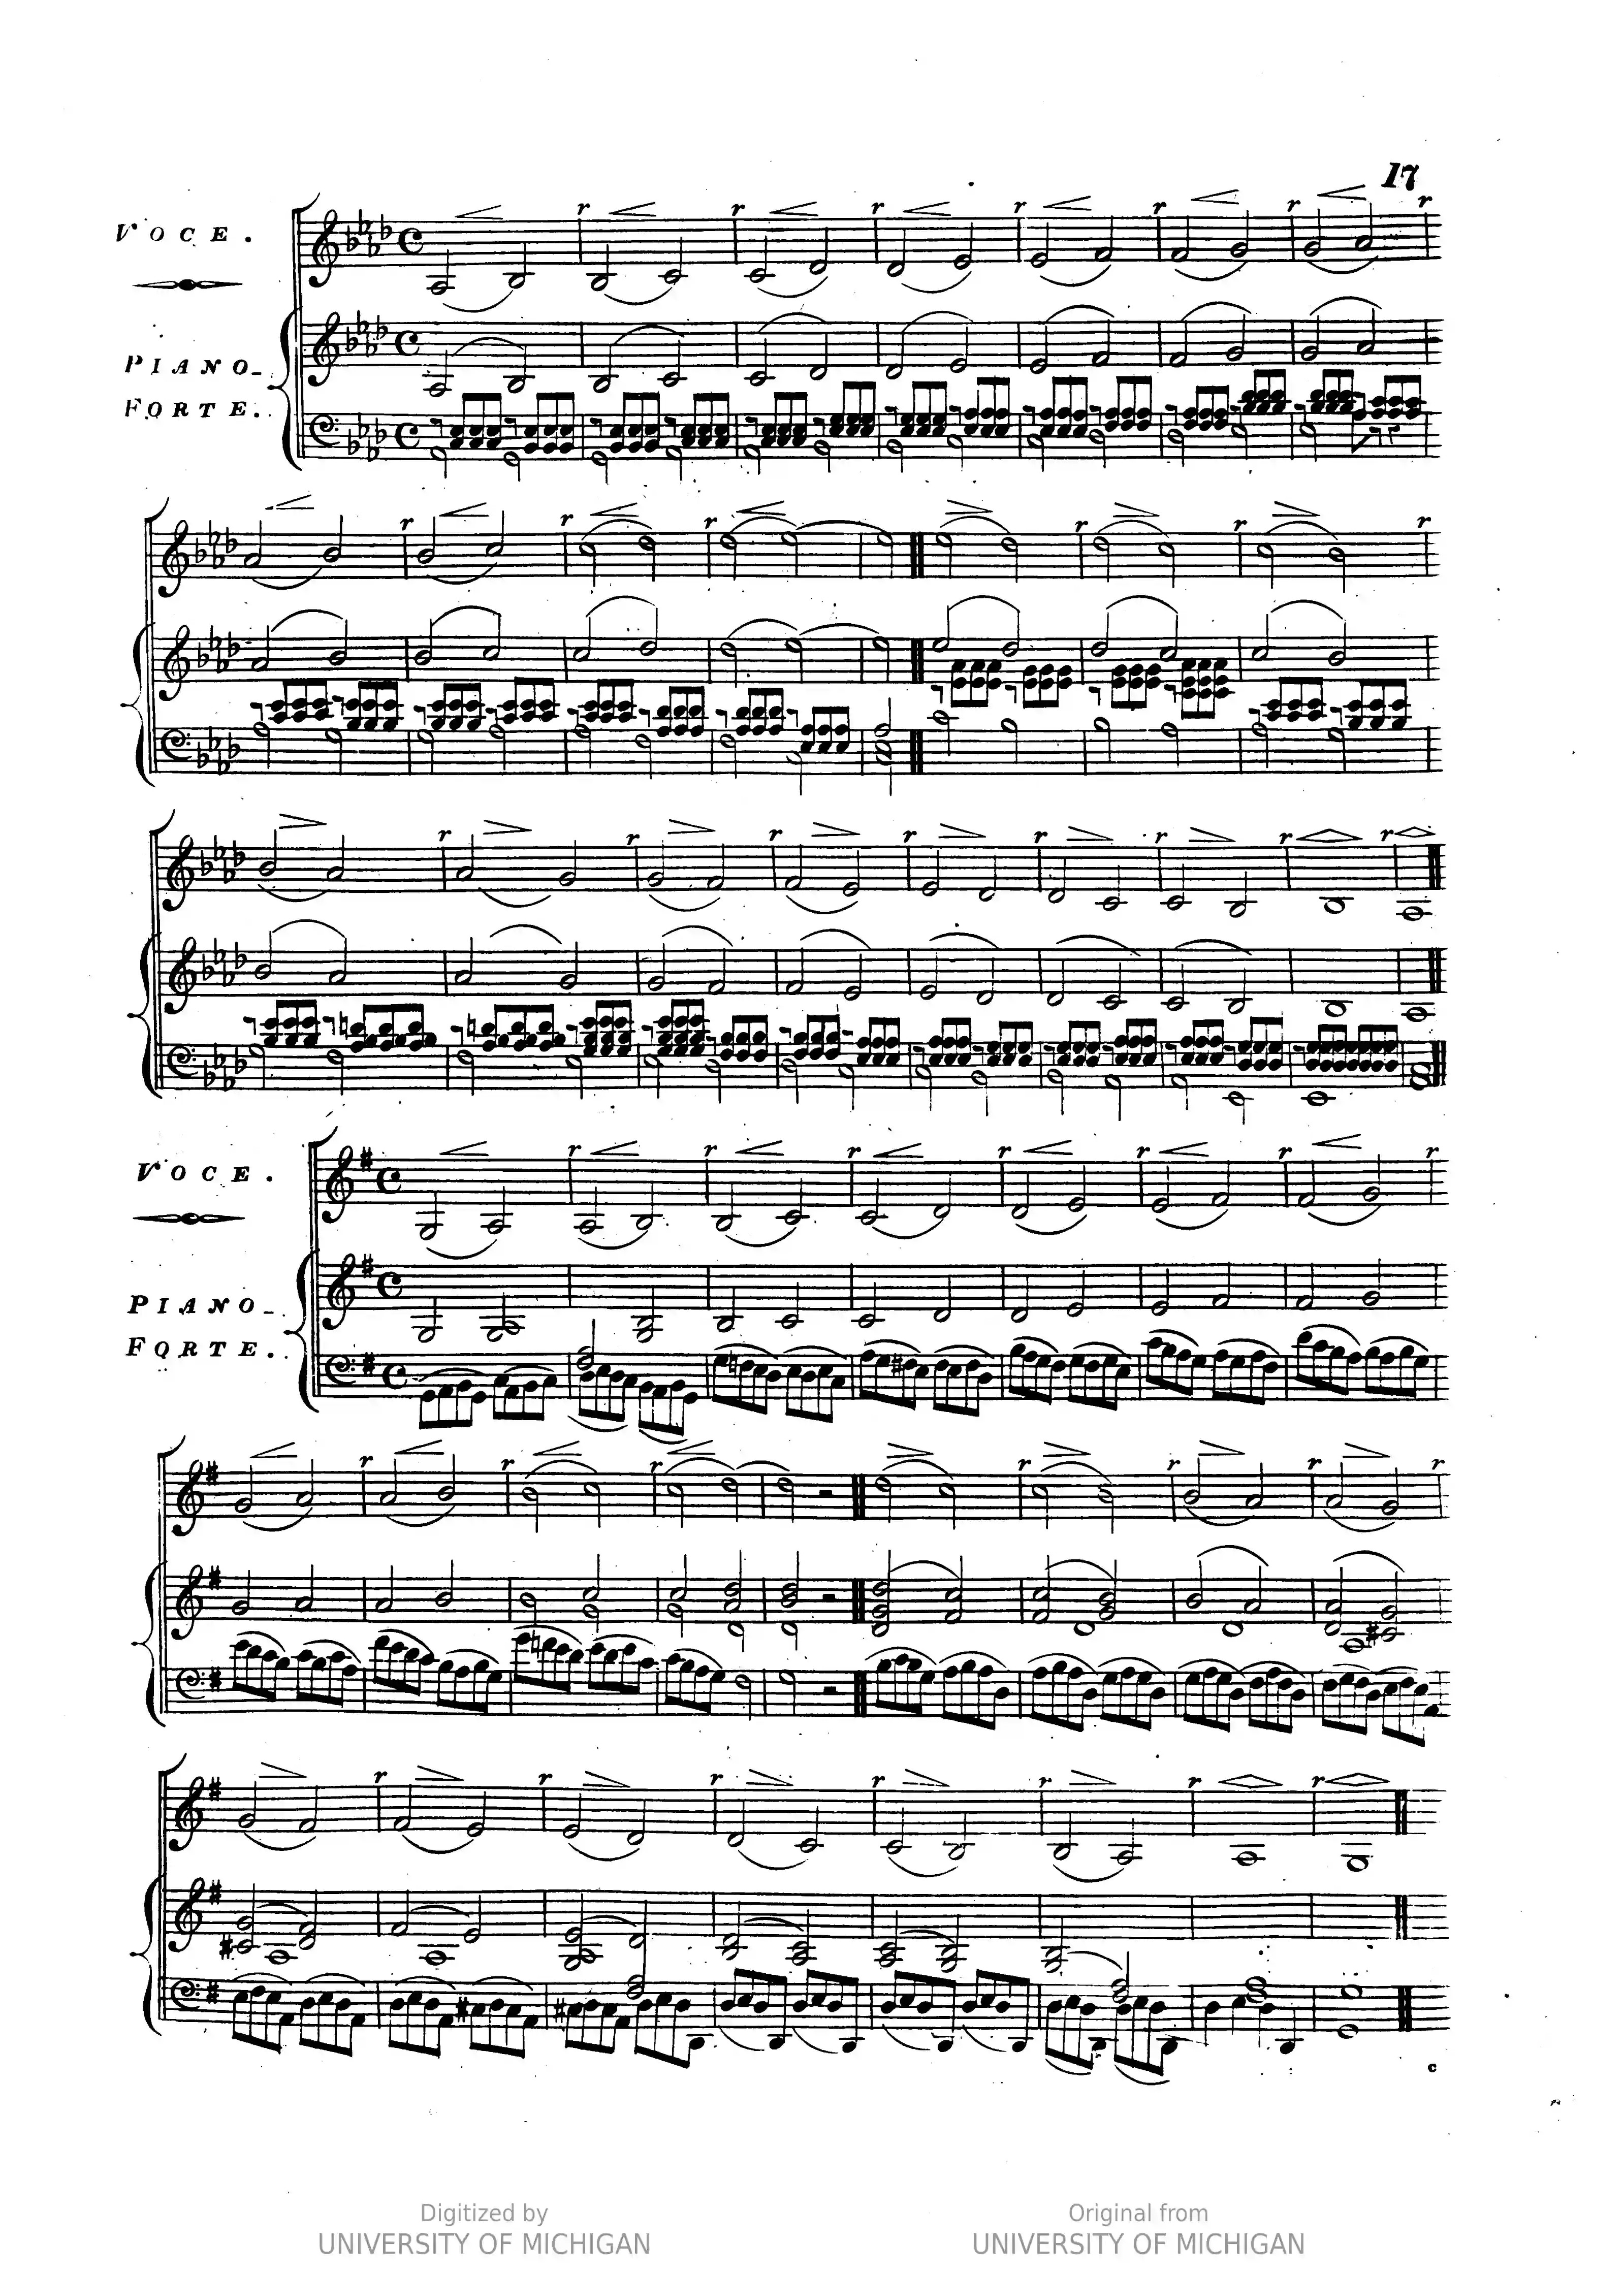 17
VOCE.
PIANO-
FORTE.
r r r r r r r
r r r
r r r
r r r r r r r r
VOCE.
PIANO-
FORTE.
r r r r r r r
r r r
r r r r
r r r r r r r
c
Digitized by
UNIVERSITY OF MICHIGAN
Original from
UNIVERSITY OF MICHIGAN